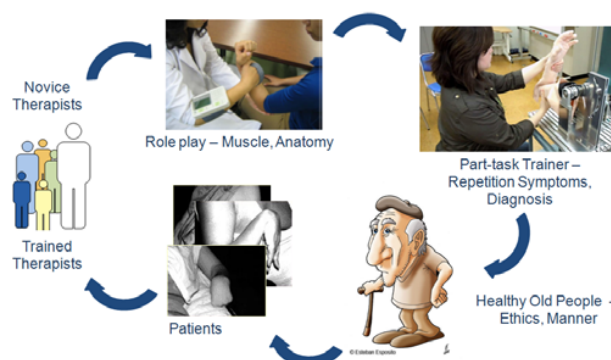 Novice
Therapists
Role play – Muscle, Anatomy
Part-task Trainer –
Repetition Symptoms,
Diagnosis
Healthy Old People -
Ethics, Manner
© Esteban Esposito
Patients
Trained
Therapists